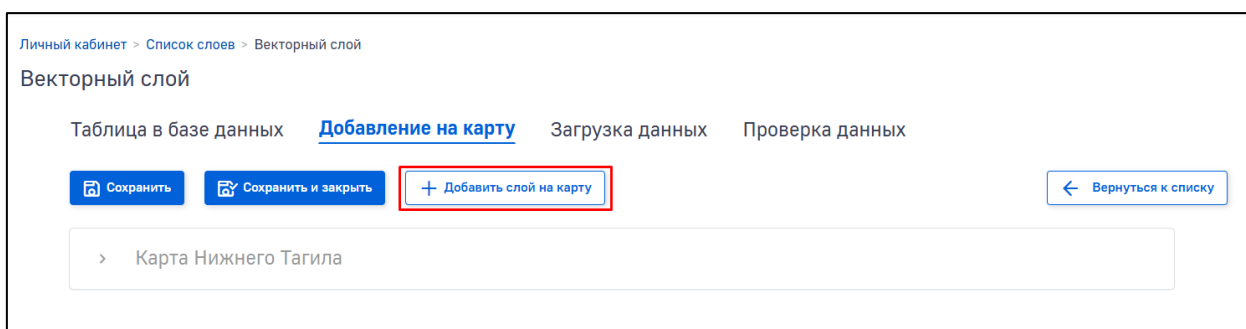 Личный кабинет > Список слоев > Векторный слой
Векторный слой
Таблица в базе данных Добавление на карту Загрузка данных Проверка данных
Сохранить Сохранить и закрыть + Добавить слой на карту ← Вернуться к списку
> Карта Нижнего Тагила